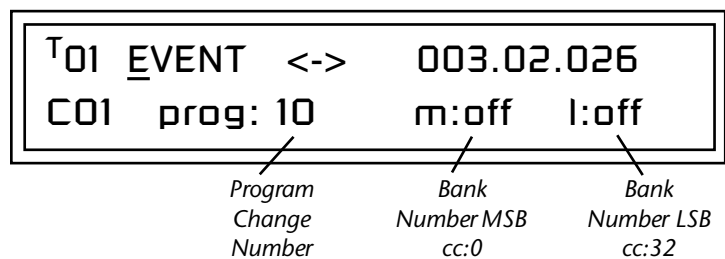 T01 EVENT <-> 003.02.026
C01 prog: 10 m:off l:off
Program Change Number
Bank Number MSB cc:0
Bank Number LSB cc:32